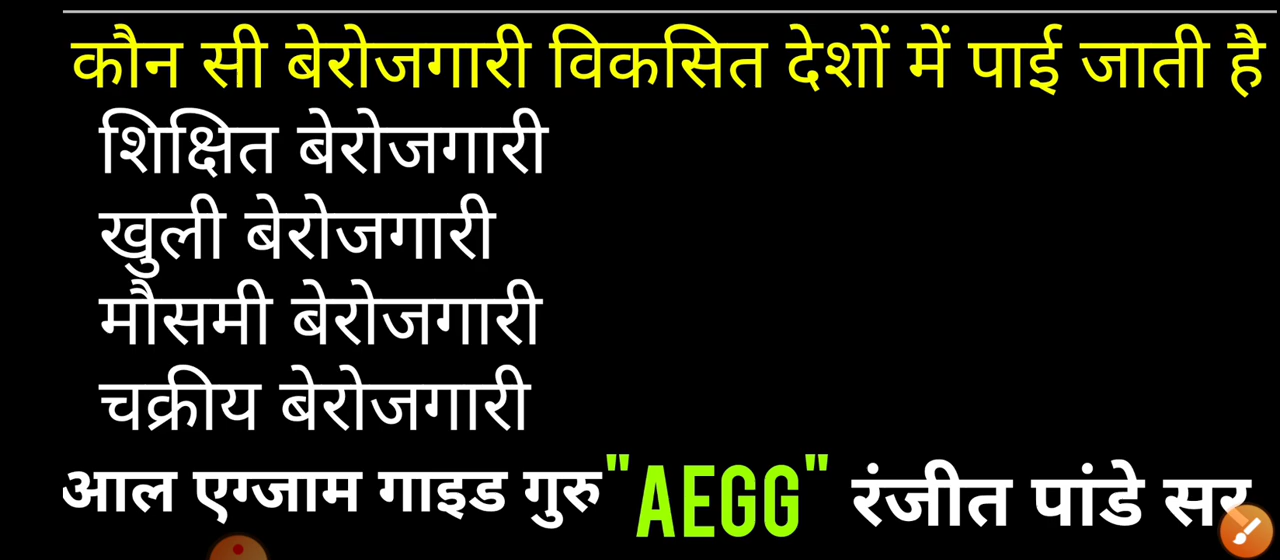 कौन सी बेरोजगारी विकसित देशों में पाई जाती है
शिक्षित बेरोजगारी
खुली बेरोजगारी
मौसमी बेरोजगारी
चक्रीय बेरोजगारी
आल एग्जाम गाइड गुरु "AEGG" रंजीत पांडे सर